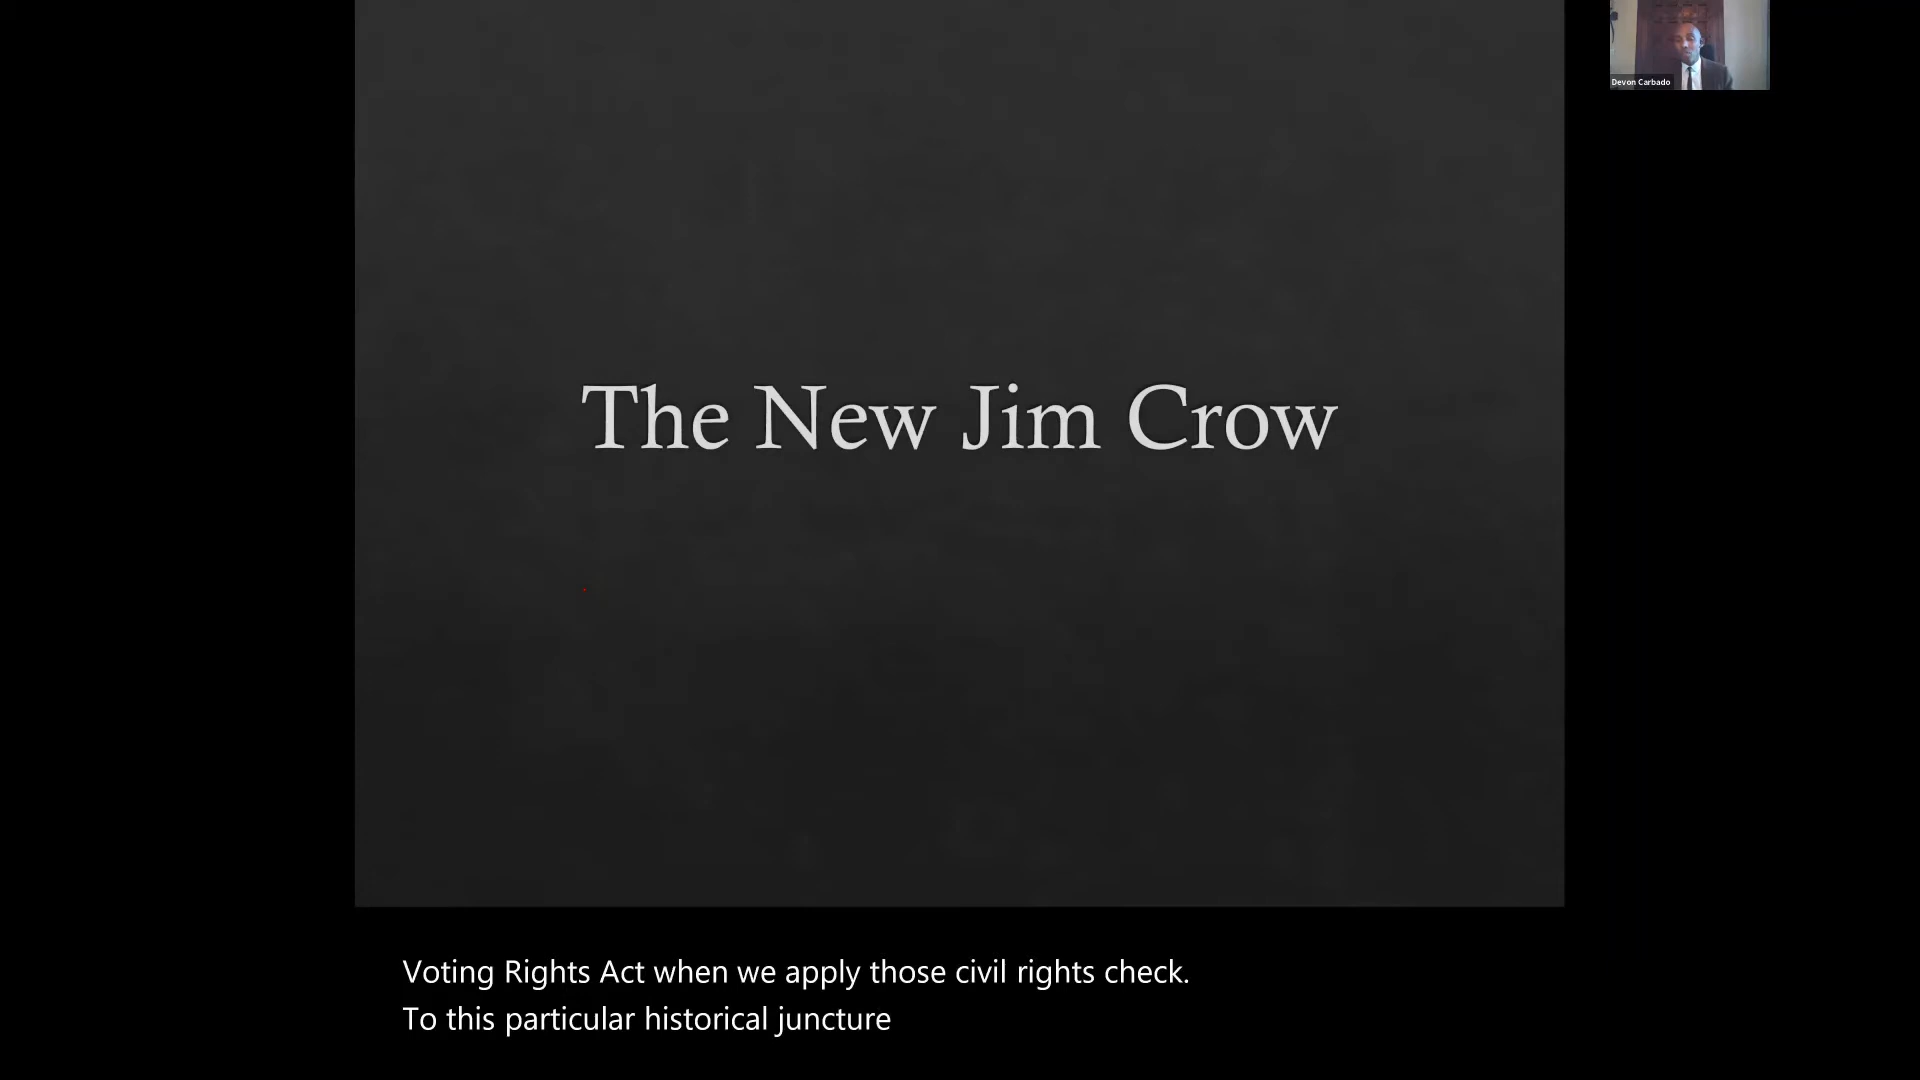 Devon Carbado
The New Jim Crow
Voting Rights Act when we apply those civil rights check.
To this particular historical juncture